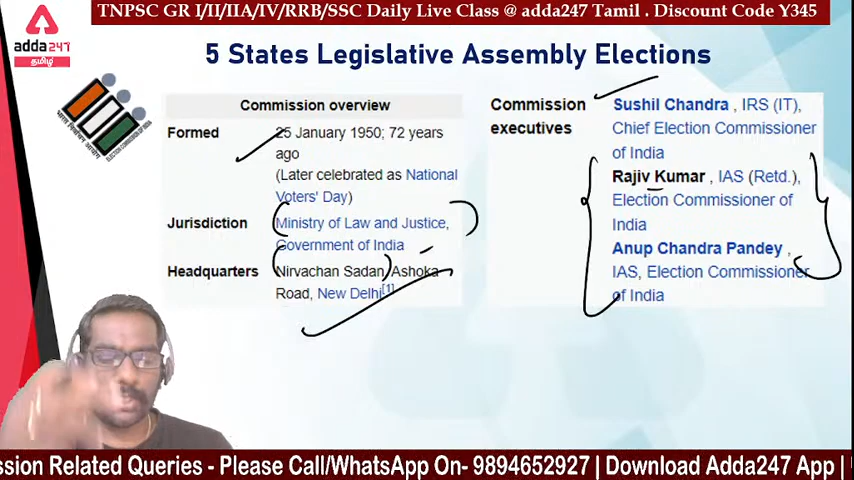 TNPSC GR I/II/IIA/IV/RRB/SSC Daily Live Class @ adda247 Tamil . Discount Code Y345
adda247
தமிழ்
5 States Legislative Assembly Elections
Commission overview
Formed
25 January 1950; 72 years
ago
(Later celebrated as National
Voters' Day)
Jurisdiction
Ministry of Law and Justice,
Government of India
Headquarters
Nirvachan Sadan, Ashoka
Road, New Delhi[1]
Commission
executives
Sushil Chandra , IRS (IT),
Chief Election Commissioner
of India
Rajiv Kumar , IAS (Retd.),
Election Commissioner of
India
Anup Chandra Pandey ,
IAS, Election Commissioner
of India
ssion Related Queries - Please Call/WhatsApp On- 9894652927 | Download Adda247 App |